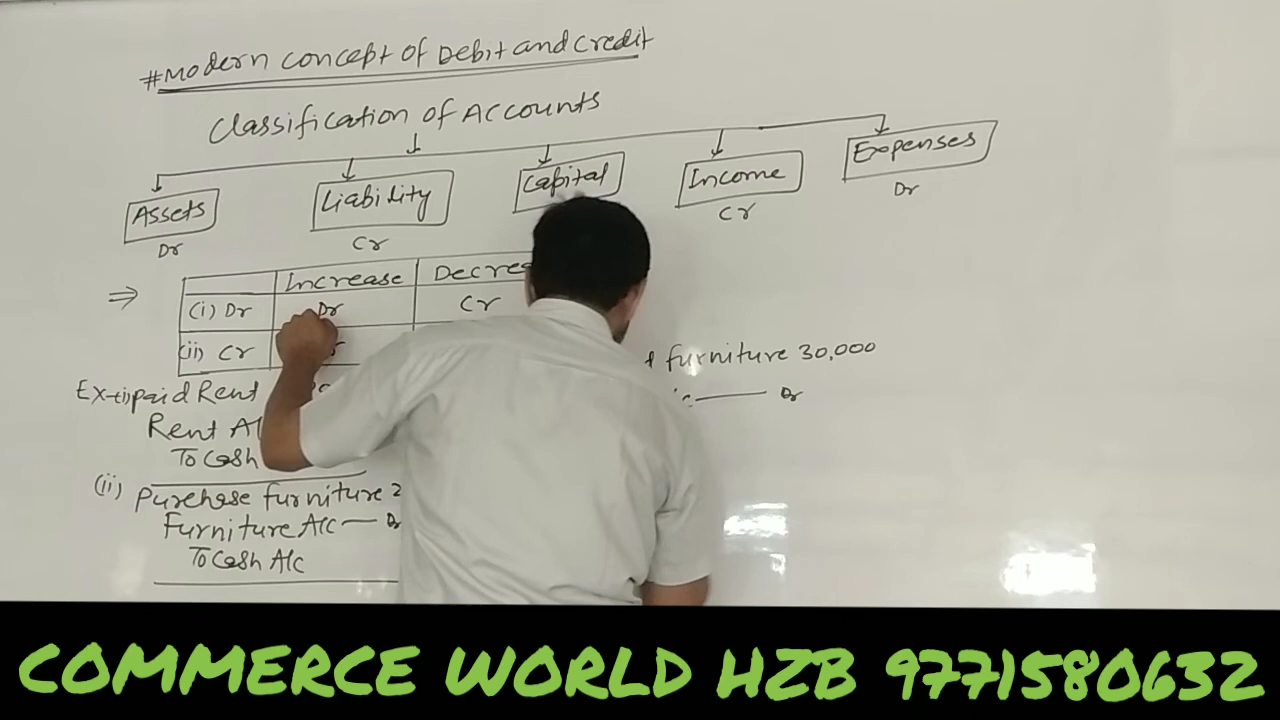 #Modern concept of Debit and credit
Classification of Accounts
Assets Liability Capital Income Expenses
Dr Cr Cr Dr
⇒ Increase
(i) Dr Dr Cr
(ii) Cr
Ex-(i) paid Rent
furniture 30,000
Dr
Rent
To Cash
(ii) Purchase furniture
Furniture A/c — Dr
To Cash A/c
COMMERCE WORLD HZB 9771580632